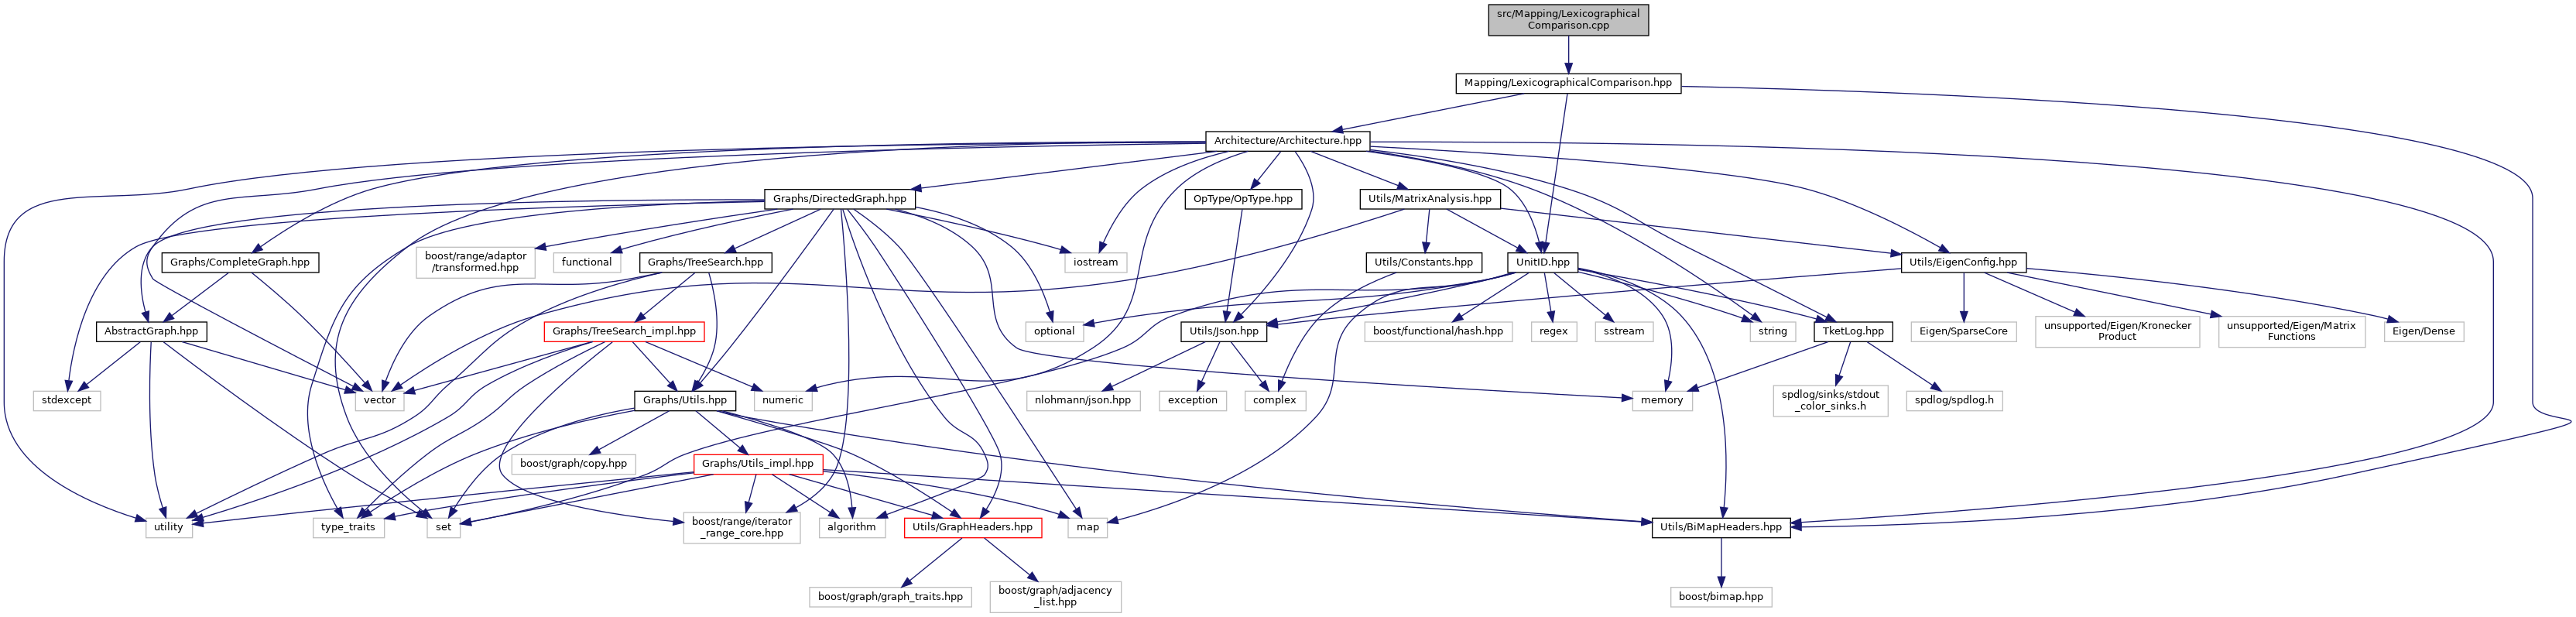 src/Mapping/Lexicographical
Comparison.cpp
Mapping/LexicographicalComparison.hpp
Architecture/Architecture.hpp
Graphs/DirectedGraph.hpp
OpType/OpType.hpp
Utils/MatrixAnalysis.hpp
Graphs/CompleteGraph.hpp
boost/range/adaptor
/transformed.hpp
functional
Graphs/TreeSearch.hpp
iostream
Utils/Constants.hpp
UnitID.hpp
Utils/EigenConfig.hpp
AbstractGraph.hpp
Graphs/TreeSearch_impl.hpp
optional
Utils/Json.hpp
boost/functional/hash.hpp
regex
sstream
string
TketLog.hpp
Eigen/SparseCore
unsupported/Eigen/Kronecker
Product
unsupported/Eigen/Matrix
Functions
Eigen/Dense
stdexcept
vector
Graphs/Utils.hpp
numeric
nlohmann/json.hpp
exception
complex
memory
spdlog/sinks/stdout
_color_sinks.h
spdlog/spdlog.h
boost/graph/copy.hpp
Graphs/Utils_impl.hpp
utility
type_traits
set
boost/range/iterator
_range_core.hpp
algorithm
Utils/GraphHeaders.hpp
map
Utils/BiMapHeaders.hpp
boost/graph/graph_traits.hpp
boost/graph/adjacency
_list.hpp
boost/bimap.hpp